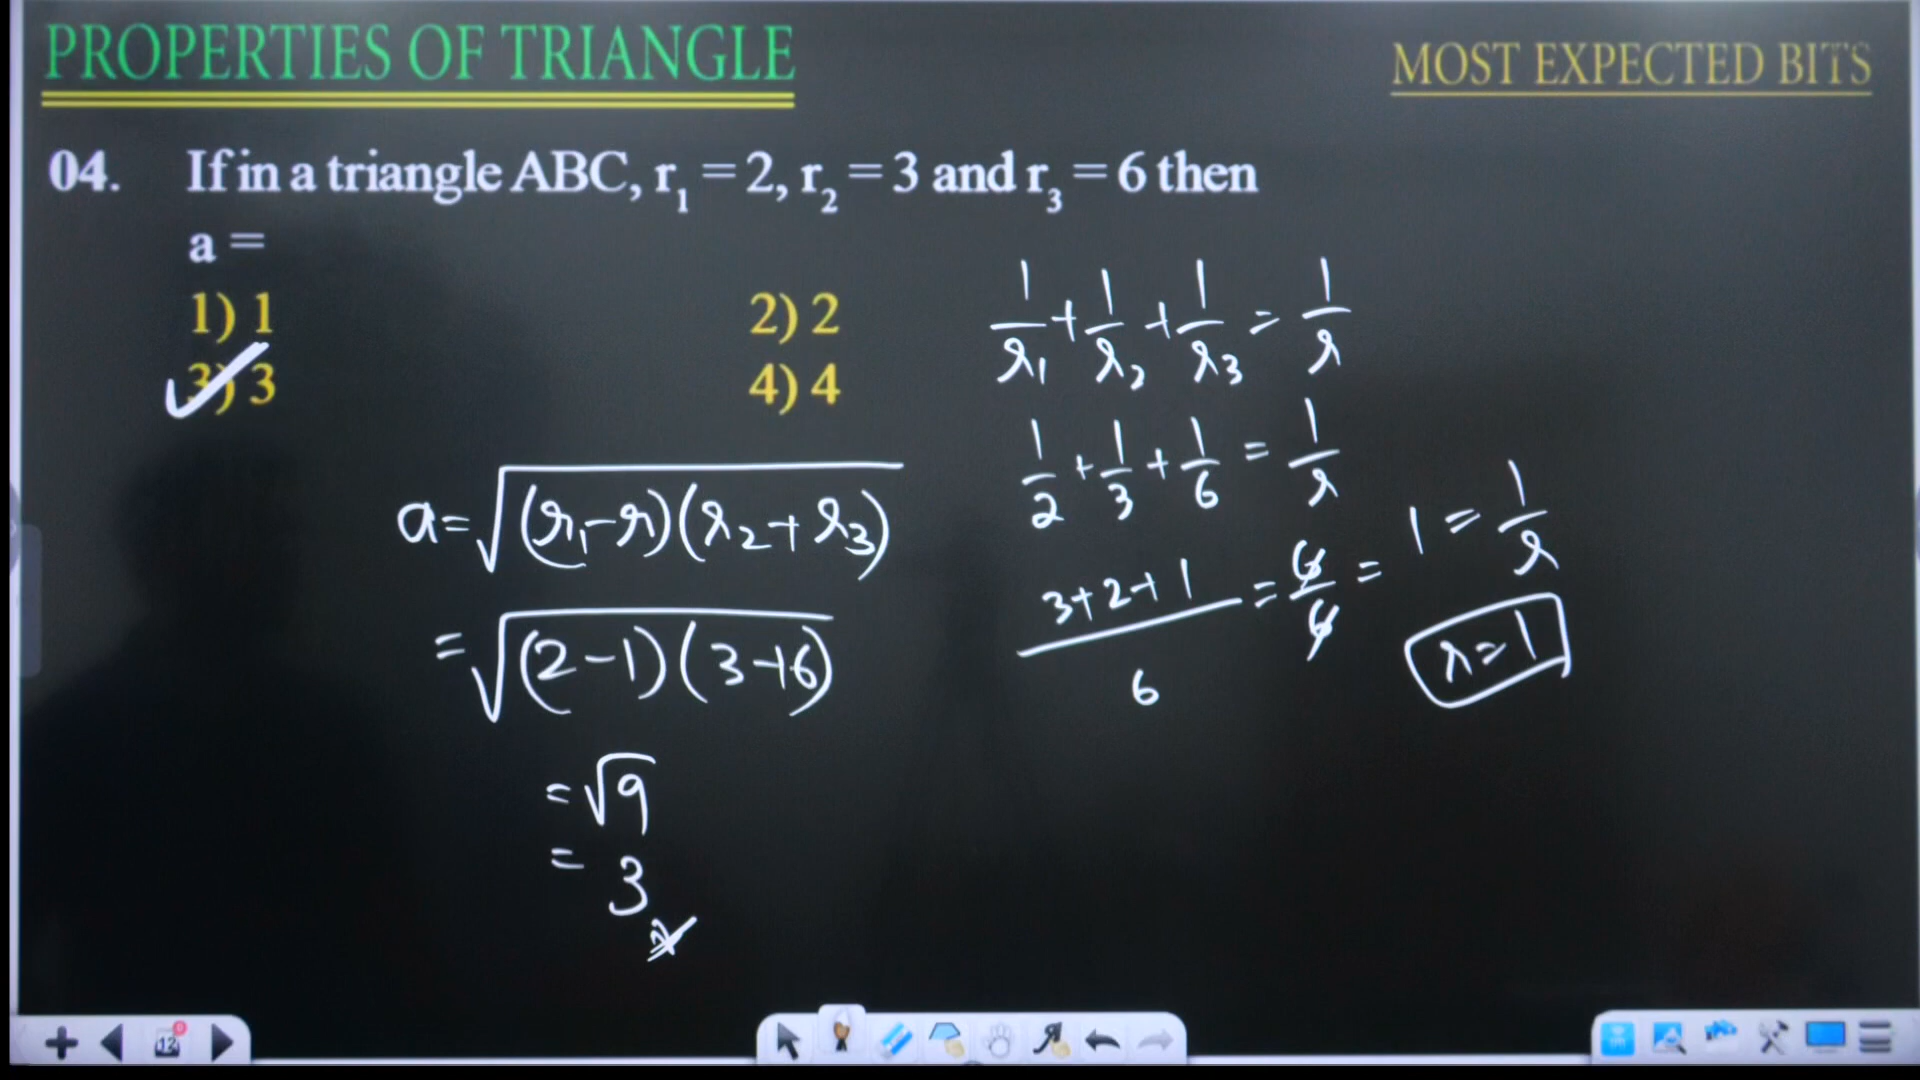 PROPERTIES OF TRIANGLE
MOST EXPECTED BITS
04. If in a triangle ABC, r₁ = 2, r₂ = 3 and r₃ = 6 then
a =
1) 1
2) 2
3) 3
4) 4
1/r₁ + 1/r₂ + 1/r₃ = 1/r
1/2 + 1/3 + 1/6 = 1/r
(3+2+1)/6 = 6/6 = 1 = 1/r
r = 1
a = √(r₁-r)(r₂+r₃)
= √(2-1)(3+6)
= √9
= 3
12